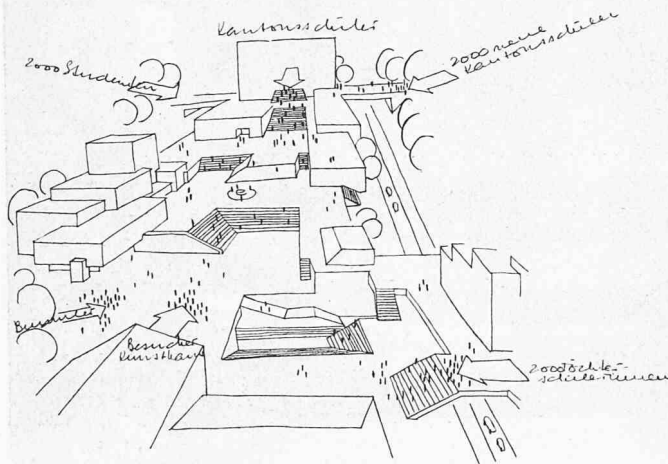 Kantonsschüler
2000 Studenten
2000 neue
Kantonsschüler
Besucher
Kunsthaus
2000 Töchter-
schülerinnen